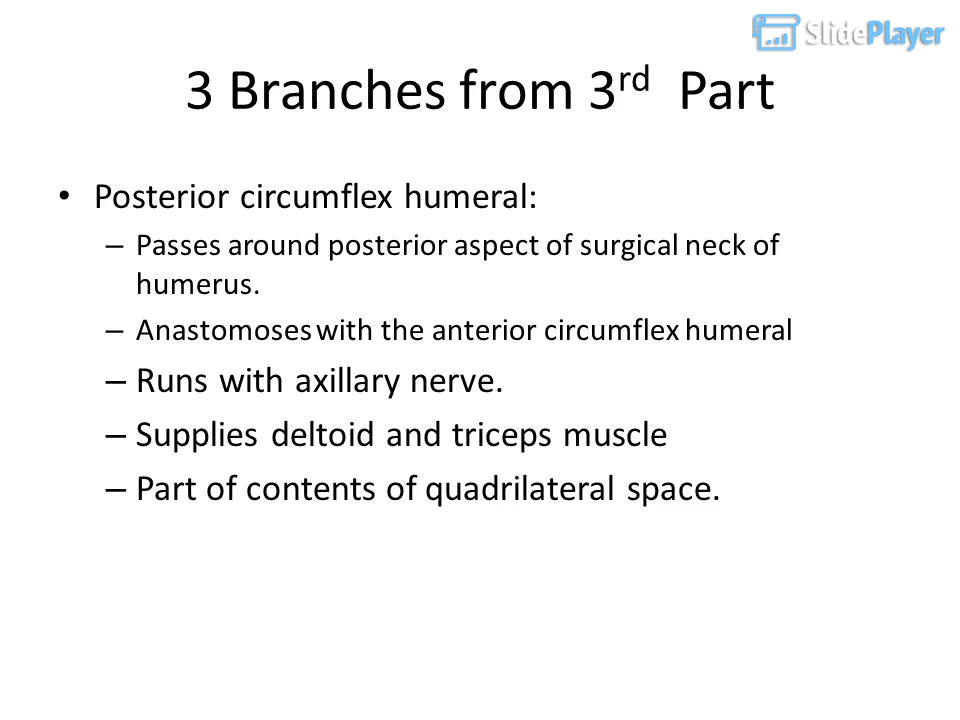 SlidePlayer
3 Branches from 3rd Part
• Posterior circumflex humeral:
– Passes around posterior aspect of surgical neck of
humerus.
– Anastomoses with the anterior circumflex humeral
– Runs with axillary nerve.
– Supplies deltoid and triceps muscle
– Part of contents of quadrilateral space.